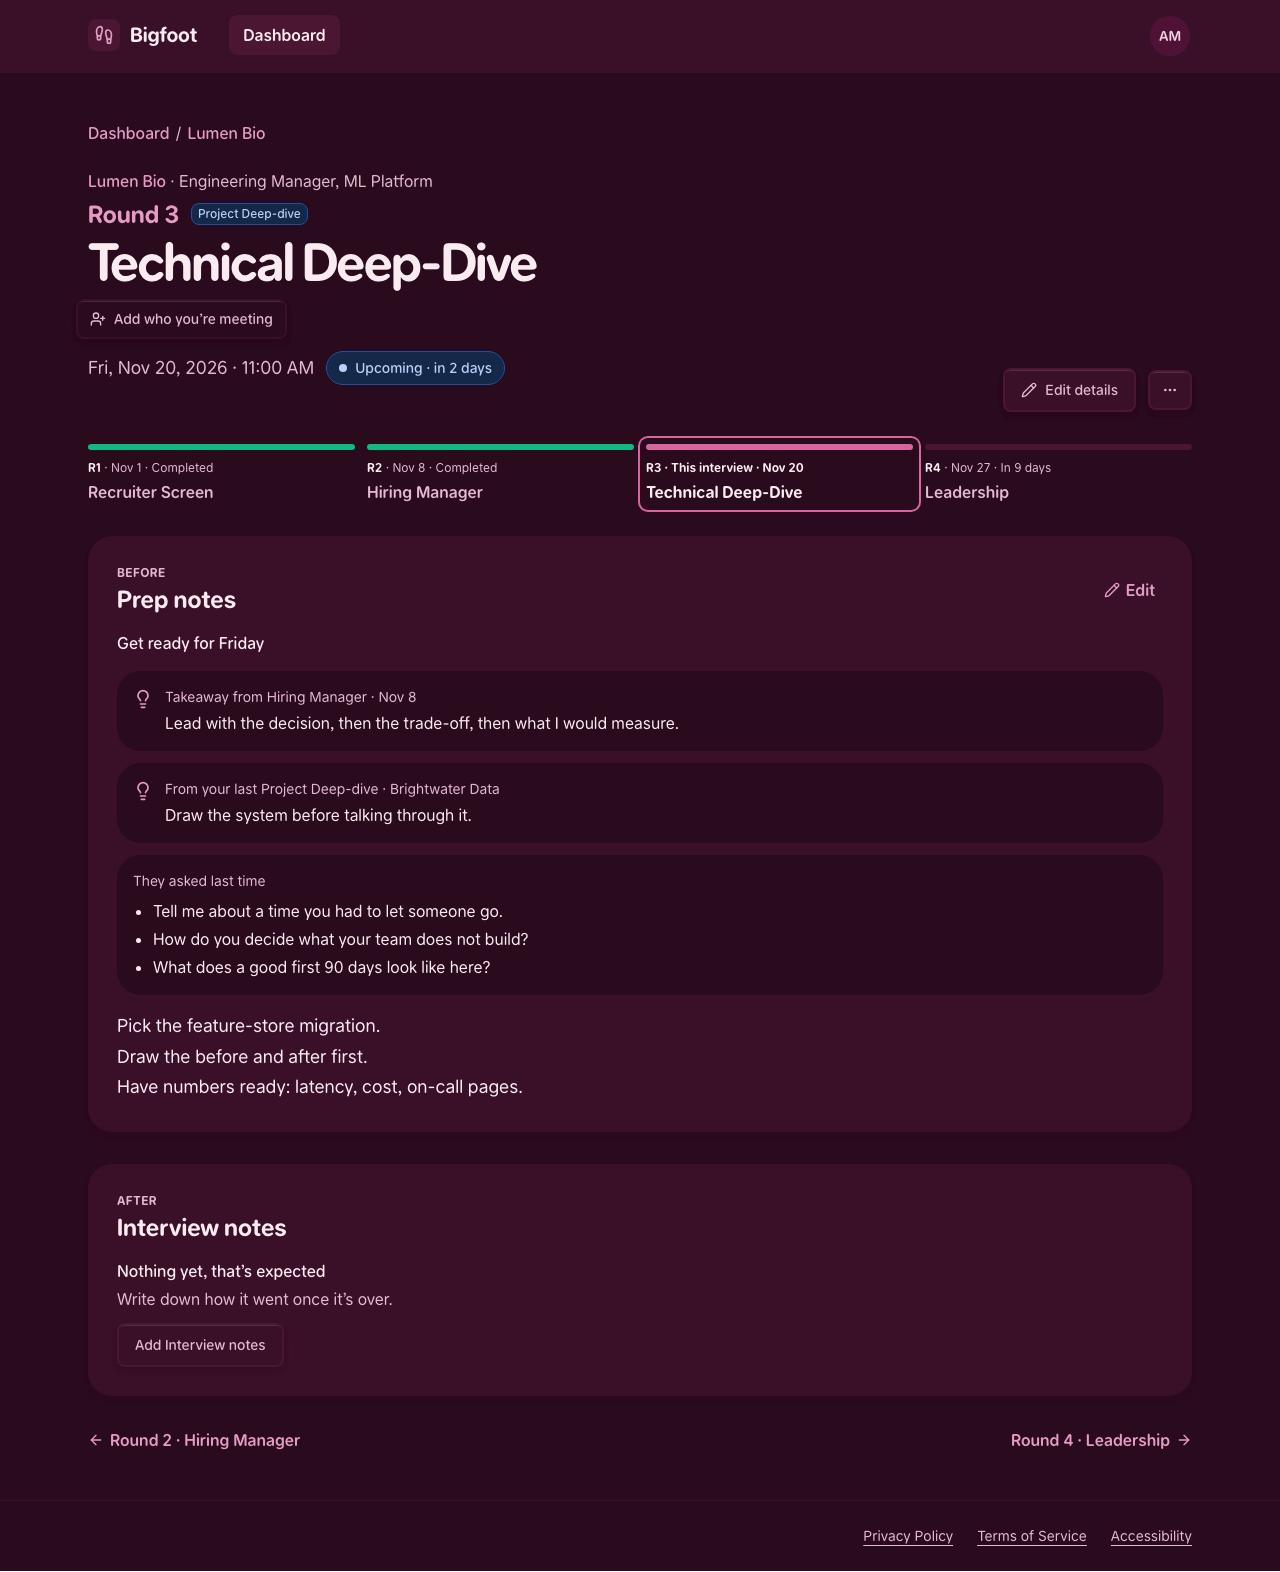 Bigfoot
Dashboard
AM
Dashboard / Lumen Bio
Lumen Bio · Engineering Manager, ML Platform
Round 3
Project Deep-dive
Technical Deep-Dive
Add who you’re meeting
Fri, Nov 20, 2026 · 11:00 AM
Upcoming · in 2 days
Edit details
R1 · Nov 1 · Completed
Recruiter Screen
R2 · Nov 8 · Completed
Hiring Manager
R3 · This interview · Nov 20
Technical Deep-Dive
R4 · Nov 27 · In 9 days
Leadership
BEFORE
Prep notes
Edit
Get ready for Friday
Takeaway from Hiring Manager · Nov 8
Lead with the decision, then the trade-off, then what I would measure.
From your last Project Deep-dive · Brightwater Data
Draw the system before talking through it.
They asked last time
• Tell me about a time you had to let someone go.
• How do you decide what your team does not build?
• What does a good first 90 days look like here?
Pick the feature-store migration.
Draw the before and after first.
Have numbers ready: latency, cost, on-call pages.
AFTER
Interview notes
Nothing yet, that’s expected
Write down how it went once it’s over.
Add Interview notes
← Round 2 · Hiring Manager
Round 4 · Leadership →
Privacy Policy
Terms of Service
Accessibility